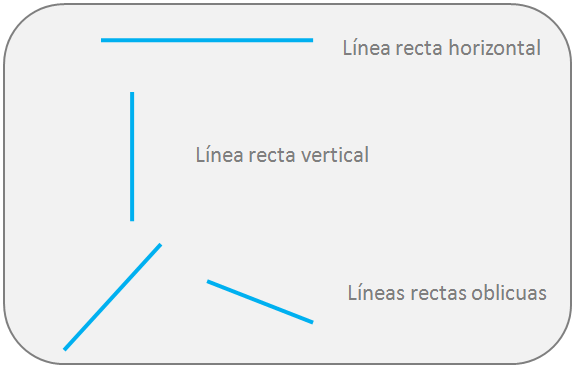 Línea recta horizontal
Línea recta vertical
Líneas rectas oblicuas